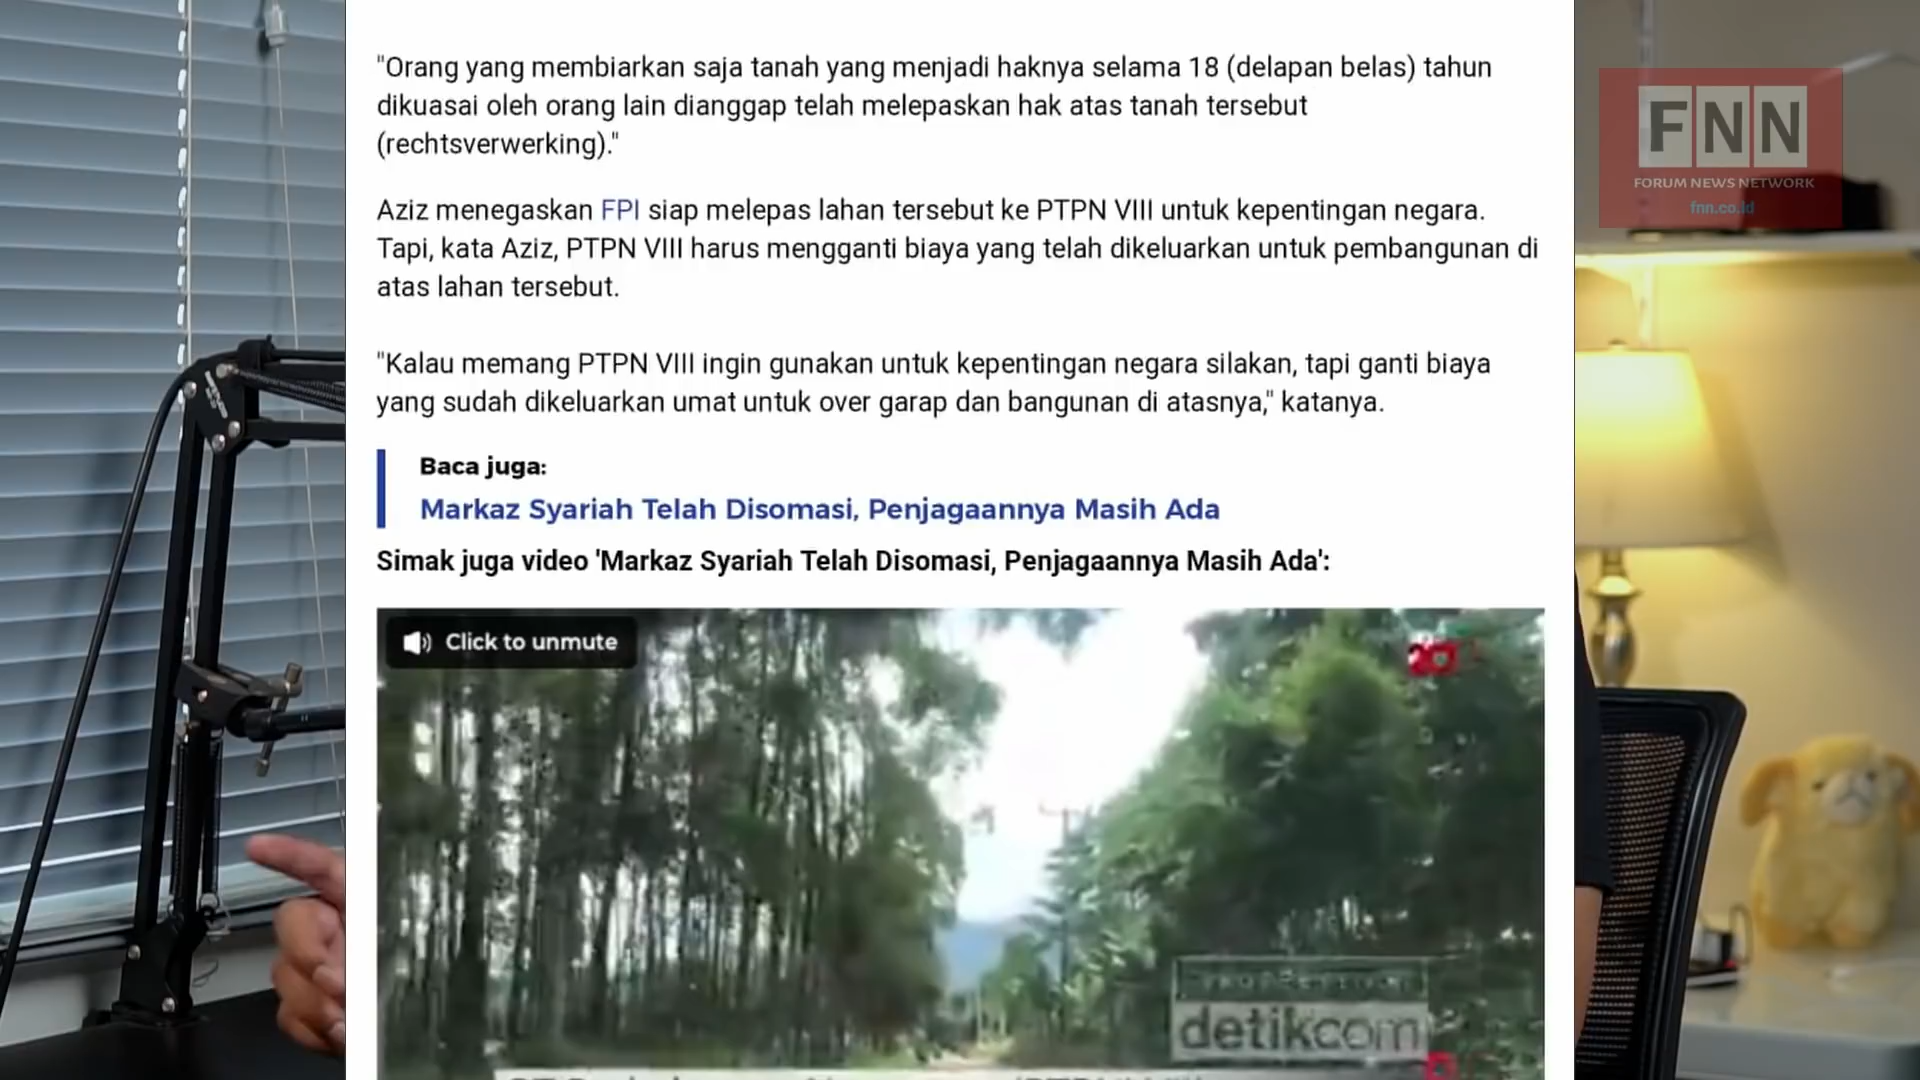 "Orang yang membiarkan saja tanah yang menjadi haknya selama 18 (delapan belas) tahun
dikuasai oleh orang lain dianggap telah melepaskan hak atas tanah tersebut
(rechtsverwerking)."
Aziz menegaskan FPI siap melepas lahan tersebut ke PTPN VIII untuk kepentingan negara.
Tapi, kata Aziz, PTPN VIII harus mengganti biaya yang telah dikeluarkan untuk pembangunan di
atas lahan tersebut.
"Kalau memang PTPN VIII ingin gunakan untuk kepentingan negara silakan, tapi ganti biaya
yang sudah dikeluarkan umat untuk over garap dan bangunan di atasnya," katanya.
Baca juga:
Markaz Syariah Telah Disomasi, Penjagaannya Masih Ada
Simak juga video 'Markaz Syariah Telah Disomasi, Penjagaannya Masih Ada':
Click to unmute
20
detikcom
FNN
FORUM NEWS NETWORK
fnn.co.id